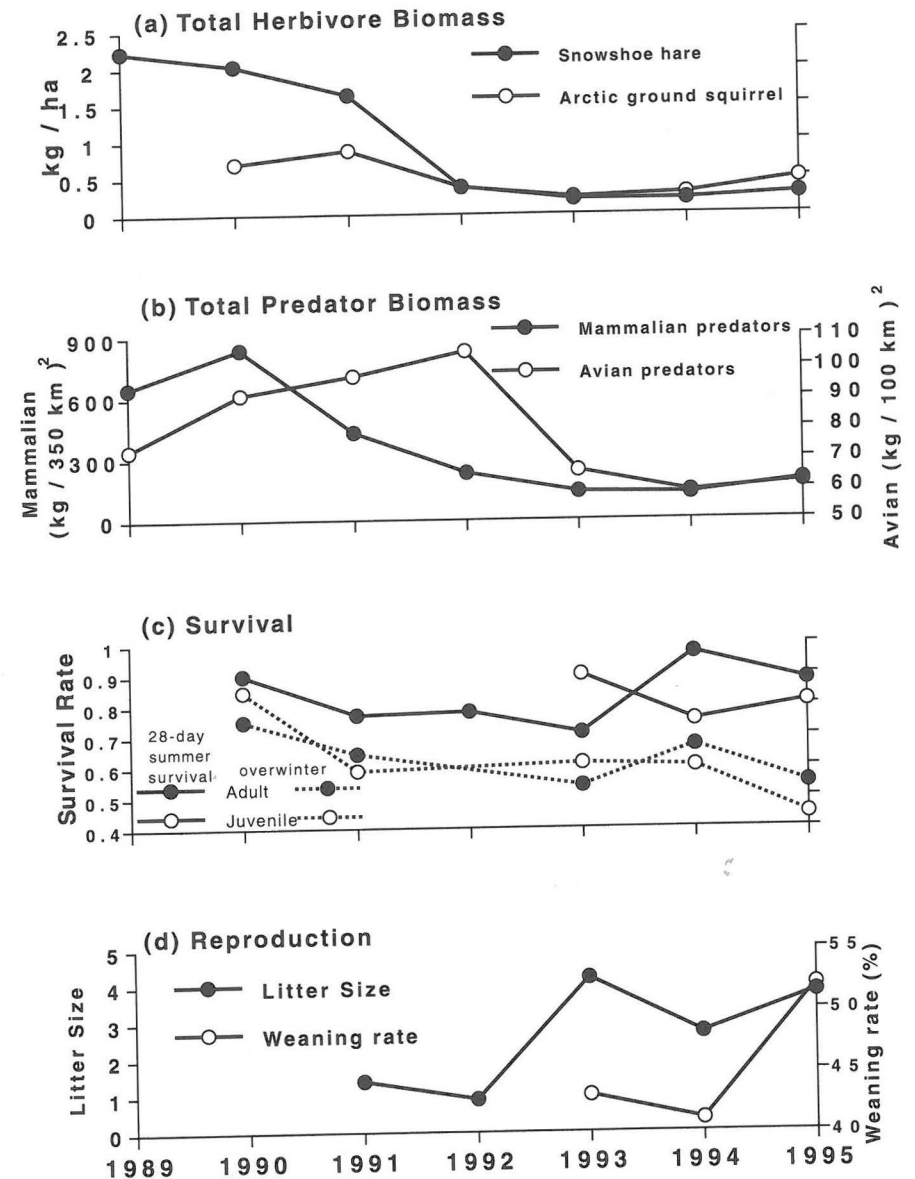 (a) Total Herbivore Biomass
kg / ha
2.5
2
1.5
1
0.5
0
Snowshoe hare
Arctic ground squirrel
(b) Total Predator Biomass
Mammalian
(kg / 350 km )2
900
600
300
0
Mammalian predators
Avian predators
110
100
90
80
70
60
50
Avian (kg / 100 km )2
(c) Survival
Survival Rate
1
0.9
0.8
0.7
0.6
0.5
0.4
28-day
summer
survival
overwinter
Adult
Juvenile
(d) Reproduction
Litter Size
5
4
3
2
1
0
Litter Size
Weaning rate
55
50
45
40
Weaning rate (%)
1989 1990 1991 1992 1993 1994 1995